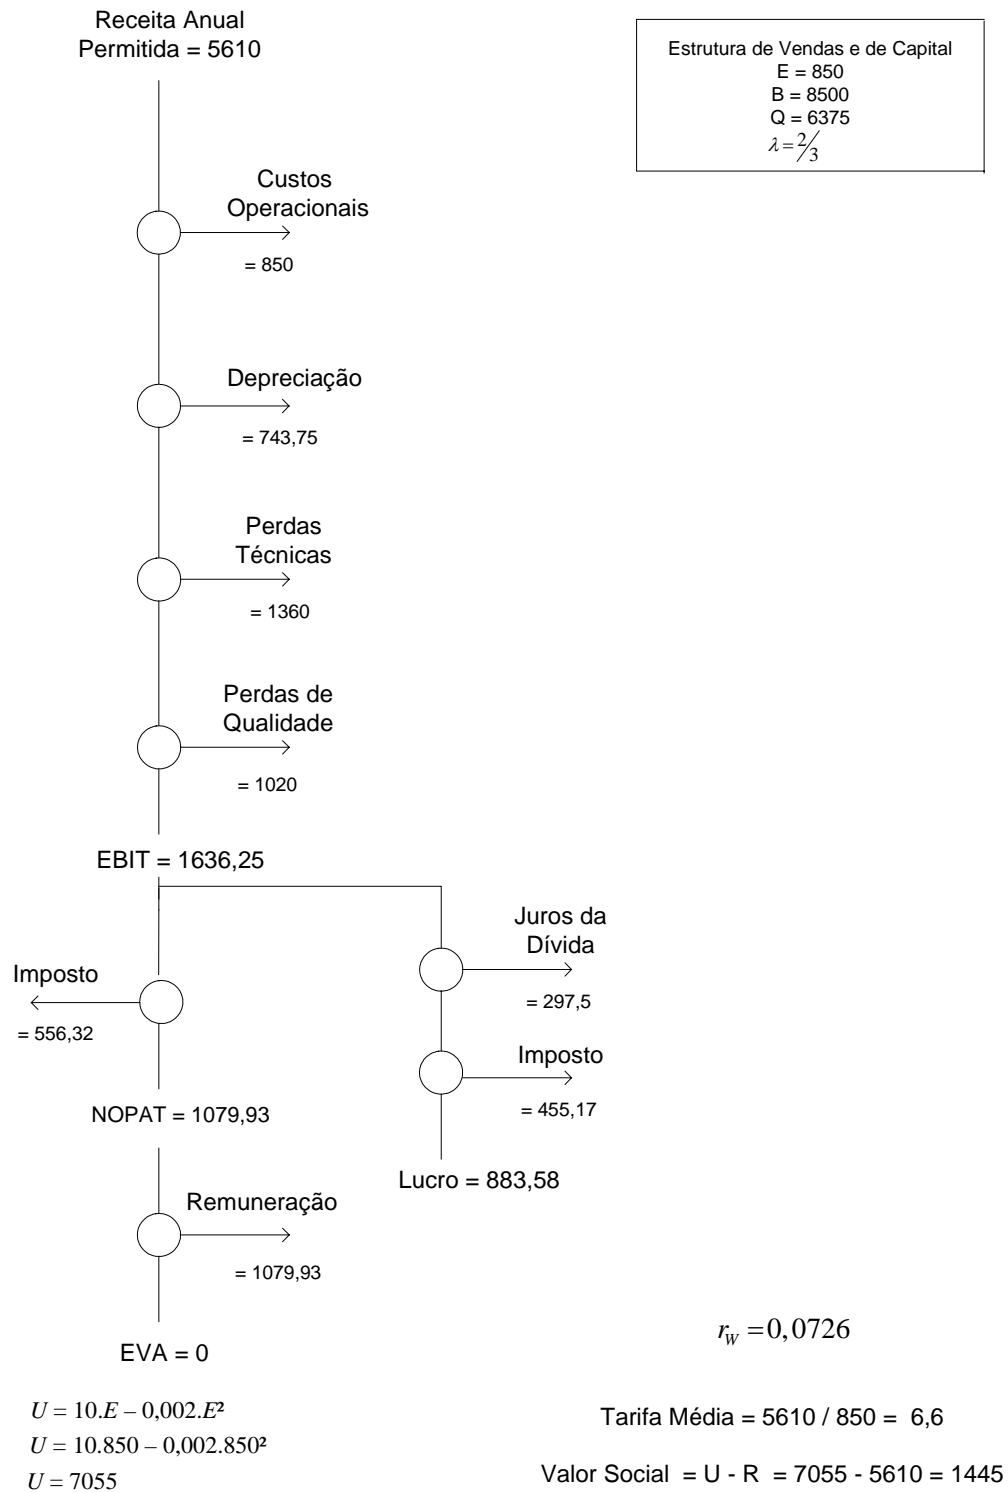 Receita Anual
Permitida = 5610
Estrutura de Vendas e de Capital
E = 850
B = 8500
Q = 6375
λ = 2/3
Custos
Operacionais
= 850
Depreciação
= 743,75
Perdas
Técnicas
= 1360
Perdas de
Qualidade
= 1020
EBIT = 1636,25
Juros da
Dívida
= 297,5
Imposto
= 556,32
Imposto
= 455,17
NOPAT = 1079,93
Lucro = 883,58
Remuneração
= 1079,93
EVA = 0
r_W = 0,0726
U = 10.E – 0,002.E²
U = 10.850 – 0,002.850²
U = 7055
Tarifa Média = 5610 / 850 = 6,6
Valor Social = U - R = 7055 - 5610 = 1445